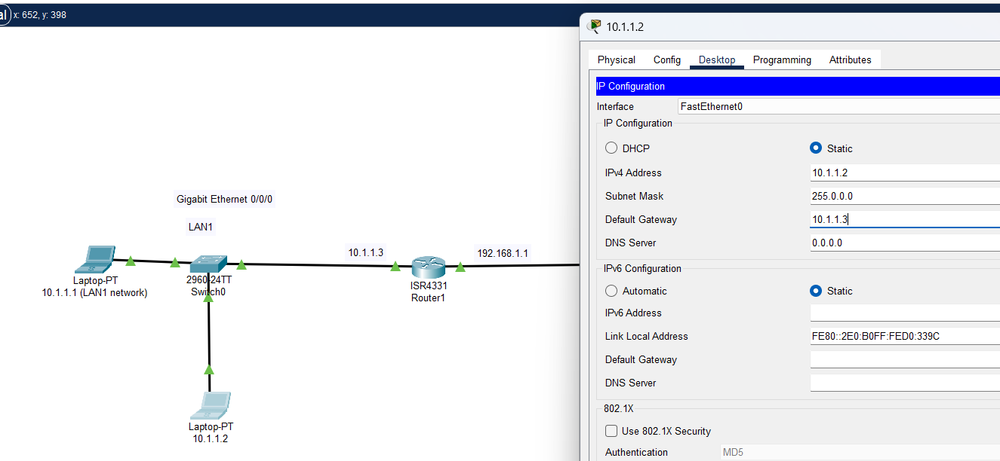 al x: 652, y: 398
Gigabit Ethernet 0/0/0
LAN1
10.1.1.3
192.168.1.1
Laptop-PT
10.1.1.1 (LAN1 network)
2960-24TT
Switch0
ISR4331
Router1
Laptop-PT
10.1.1.2
10.1.1.2
Physical Config Desktop Programming Attributes
IP Configuration
Interface FastEthernet0
IP Configuration
DHCP Static
IPv4 Address 10.1.1.2
Subnet Mask 255.0.0.0
Default Gateway 10.1.1.3
DNS Server 0.0.0.0
IPv6 Configuration
Automatic Static
IPv6 Address
Link Local Address FE80::2E0:B0FF:FED0:339C
Default Gateway
DNS Server
802.1X
Use 802.1X Security
Authentication MD5